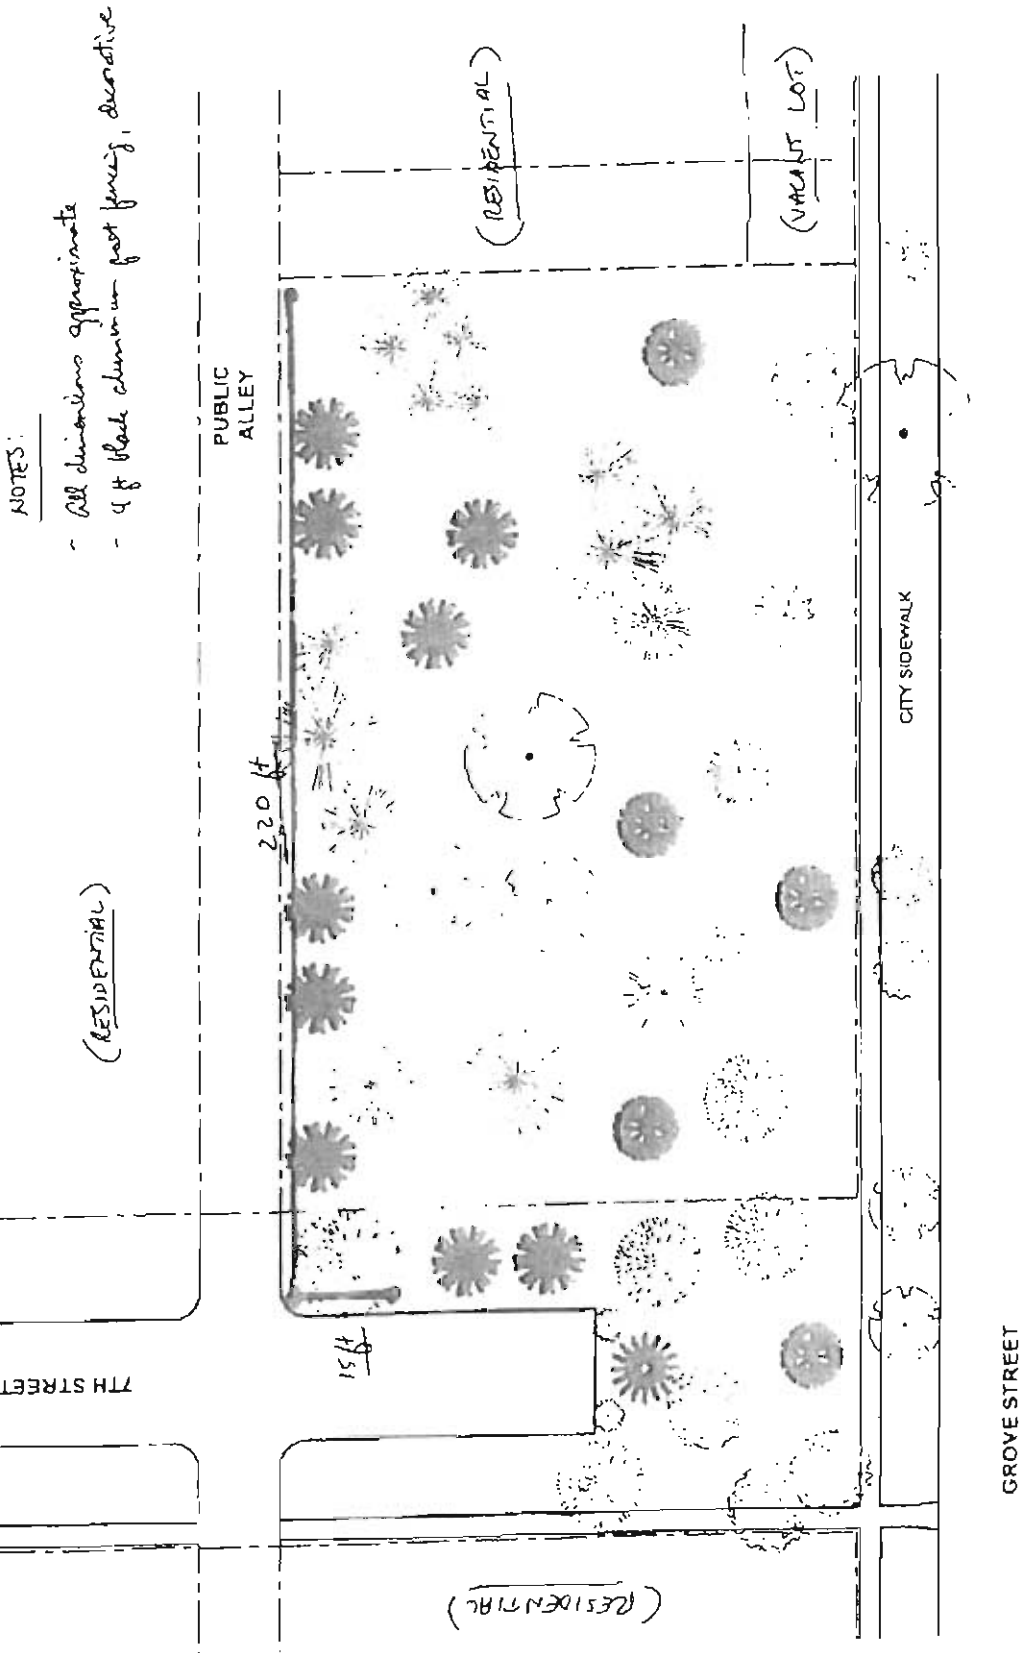 NOTES:
- All dimensions approximate
- 4 ft black aluminum post fencing, decorative
PUBLIC
ALLEY
(RESIDENTIAL)
(VACANT LOT)
220 ft
(RESIDENTIAL)
CITY SIDEWALK
15 ft
7TH STREET
GROVE STREET
(RESIDENTIAL)